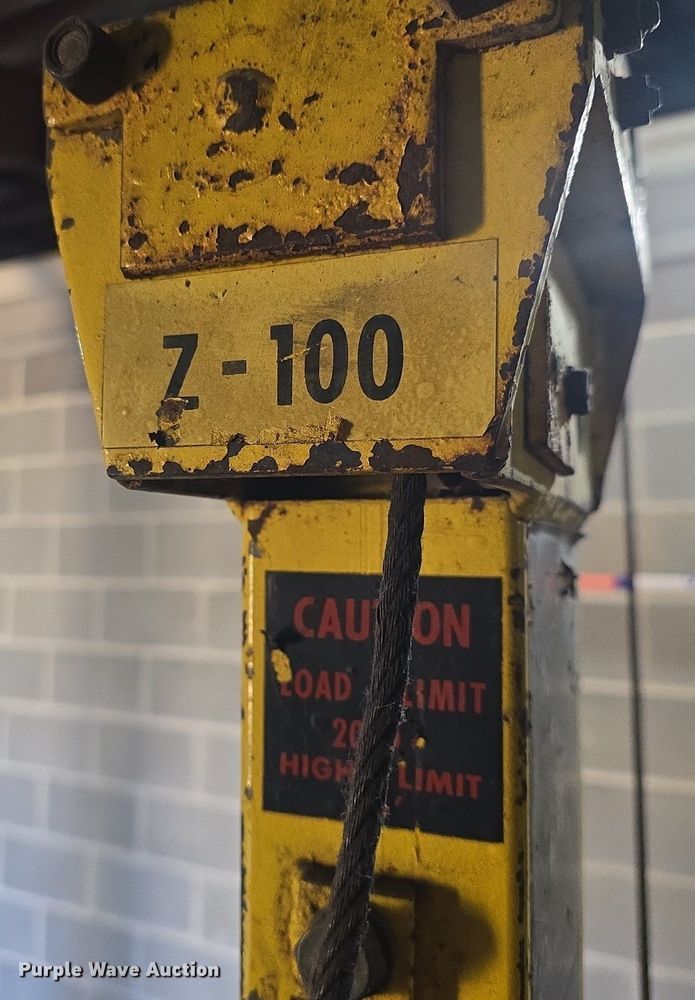 Z-100
CAUTION
LOAD LIMIT
HIGH LIMIT
Purple Wave Auction